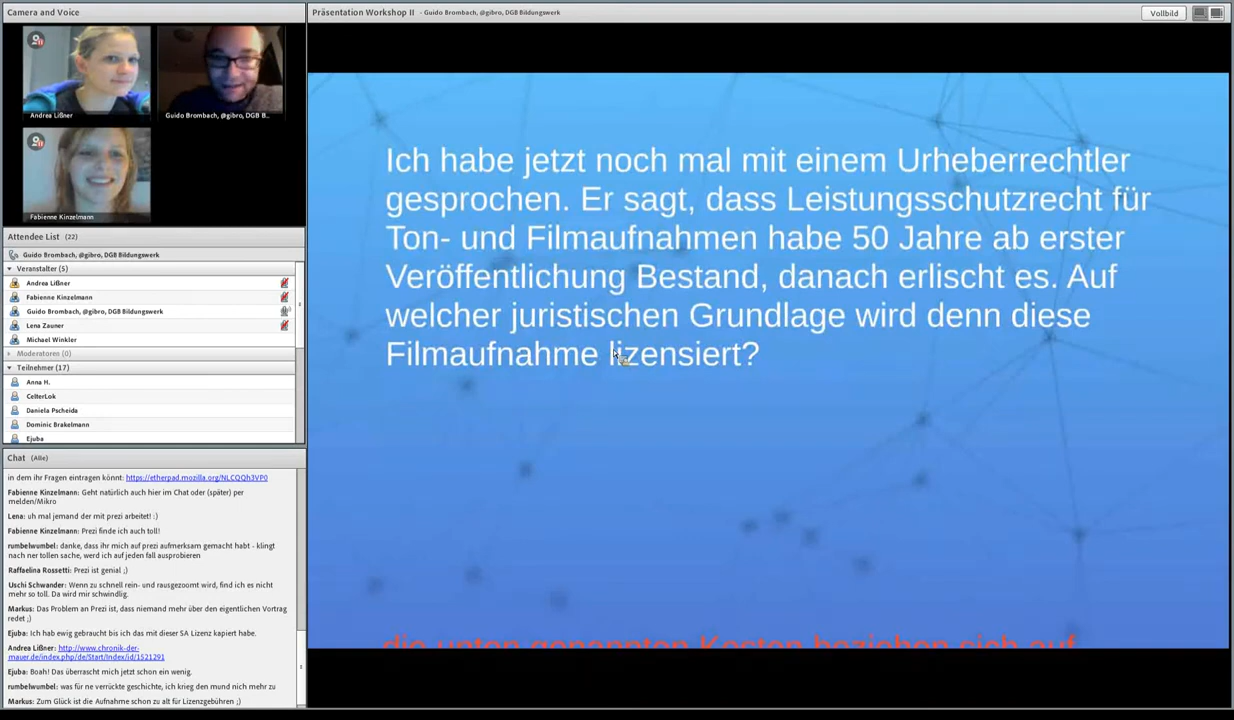 Camera and Voice
Andrea Lißner
Guido Brombach, @gibro, DGB B...
Fabienne Kinzelmann
Attendee List (22)
Guido Brombach, @gibro, DGB Bildungswerk
Veranstalter (5)
Andrea Lißner
Fabienne Kinzelmann
Guido Brombach, @gibro, DGB Bildungswerk
Lena Zauner
Michael Winkler
Moderatoren (0)
Teilnehmer (17)
Anna H.
CelterLok
Daniela Pscheida
Dominic Brakelmann
Ejuba
Chat (Alle)
in dem ihr Fragen eintragen könnt: https://etherpad.mozilla.org/NLCQQh3VP0
Fabienne Kinzelmann: Geht natürlich auch hier im Chat oder (später) per
melden/Mikro
Lena: uh mal jemand der mit prezi arbeitet! :)
Fabienne Kinzelmann: Prezi finde ich auch toll!
rumbelwumbel: danke, dass ihr mich auf prezi aufmerksam gemacht habt - klingt
nach ner tollen sache, werd ich auf jeden fall ausprobieren
Raffaelina Rossetti: Prezi ist genial ;)
Uschi Schwander: Wenn zu schnell rein- und rausgezoomt wird, find ich es nicht
mehr so toll. Da wird mir schwindlig.
Markus: Das Problem an Prezi ist, dass niemand mehr über den eigentlichen Vortrag
redet ;)
Ejuba: Ich hab ewig gebraucht bis ich das mit dieser SA Lizenz kapiert habe.
Andrea Lißner: http://www.chronik-der-
mauer.de/index.php/de/Start/Index/id/1521291
Ejuba: Boah! Das überrascht mich jetzt schon ein wenig.
rumbelwumbel: was für ne verrückte geschichte, ich krieg den mund nich mehr zu
Markus: Zum Glück ist die Aufnahme schon zu alt für Lizenzgebühren ;)
Präsentation Workshop II - Guido Brombach, @gibro, DGB Bildungswerk
Vollbild
Ich habe jetzt noch mal mit einem Urheberrechtler
gesprochen. Er sagt, dass Leistungsschutzrecht für
Ton- und Filmaufnahmen habe 50 Jahre ab erster
Veröffentlichung Bestand, danach erlischt es. Auf
welcher juristischen Grundlage wird denn diese
Filmaufnahme lizensiert?
die unten genannten Kosten beziehen sich auf